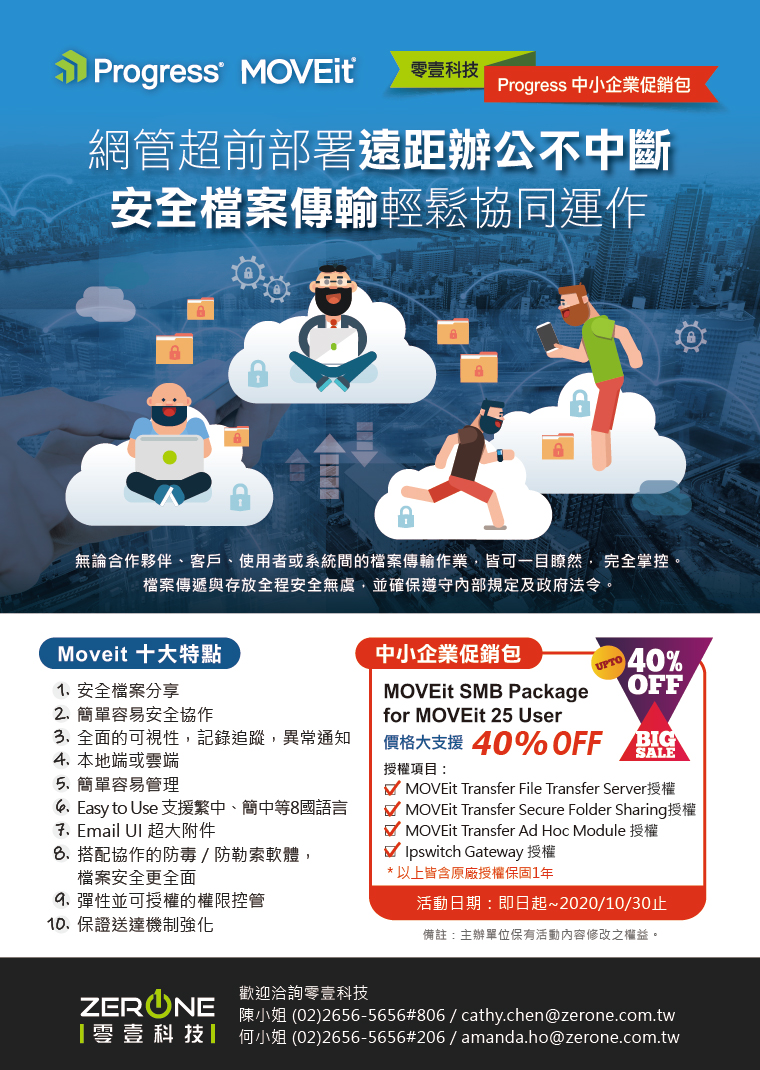 Progress® MOVEit®
零壹科技
Progress 中小企業促銷包
網管超前部署遠距辦公不中斷
安全檔案傳輸輕鬆協同運作
無論合作夥伴、客戶、使用者或系統間的檔案傳輸作業，皆可一目瞭然， 完全掌控。
檔案傳遞與存放全程安全無虞，並確保遵守內部規定及政府法令。
Moveit 十大特點
1. 安全檔案分享
2. 簡單容易安全協作
3. 全面的可視性，記錄追蹤，異常通知
4. 本地端或雲端
5. 簡單容易管理
6. Easy to Use 支援繁中、簡中等8國語言
7. Email UI 超大附件
8. 搭配協作的防毒 / 防勒索軟體，
檔案安全更全面
9. 彈性並可授權的權限控管
10. 保證送達機制強化
中小企業促銷包
UPTO 40%
OFF
BIG
SALE
MOVEit SMB Package
for MOVEit 25 User
價格大支援 40% OFF
授權項目：
MOVEit Transfer File Transfer Server授權
MOVEit Transfer Secure Folder Sharing授權
MOVEit Transfer Ad Hoc Module 授權
Ipswitch Gateway 授權
* 以上皆含原廠授權保固1年
活動日期：即日起~2020/10/30止
備註：主辦單位保有活動內容修改之權益。
ZERONE
零壹科技
歡迎洽詢零壹科技
陳小姐 (02)2656-5656#806 / cathy.chen@zerone.com.tw
何小姐 (02)2656-5656#206 / amanda.ho@zerone.com.tw